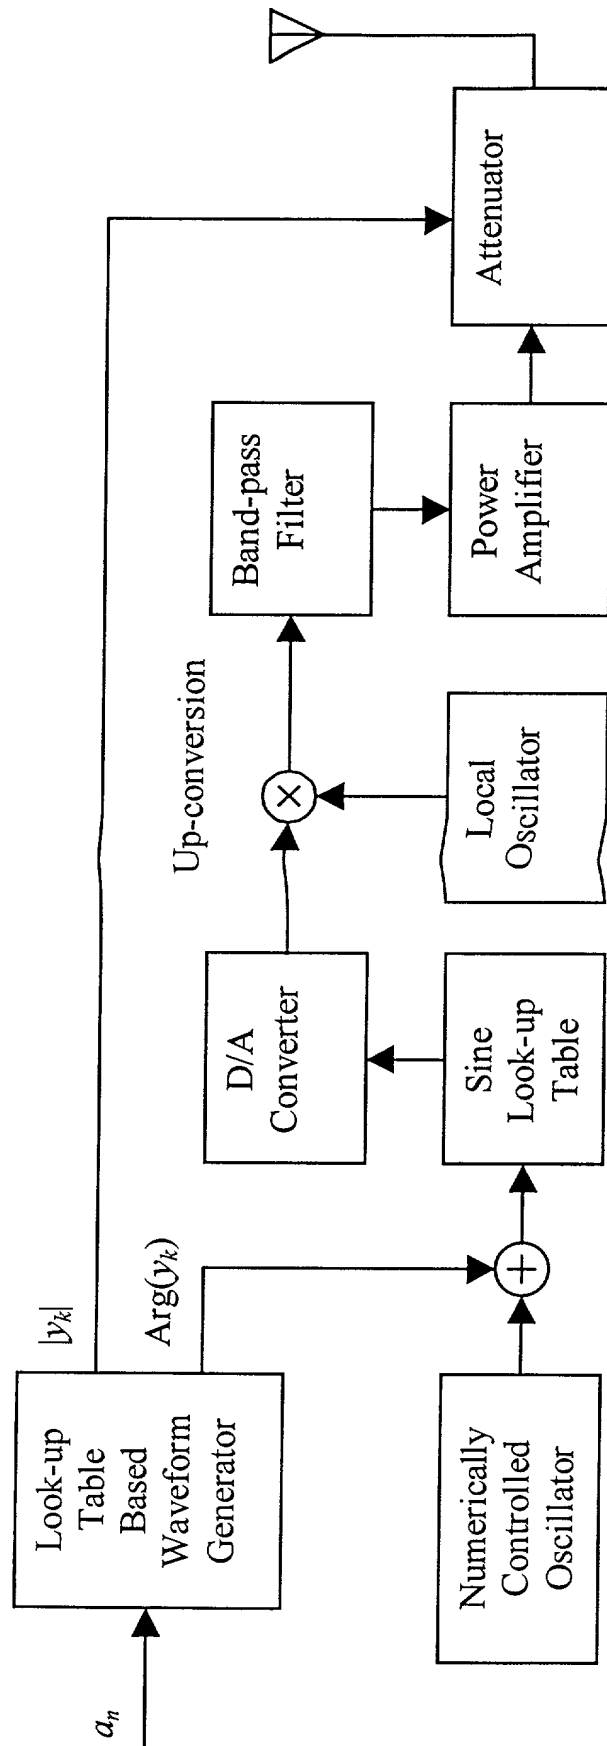 a_n
Look-up
Table
Based
Waveform
Generator
|y_k|
Arg(y_k)
Numerically
Controlled
Oscillator
+
Sine
Look-up
Table
D/A
Converter
Up-conversion
×
Local
Oscillator
Band-pass
Filter
Power
Amplifier
Attenuator